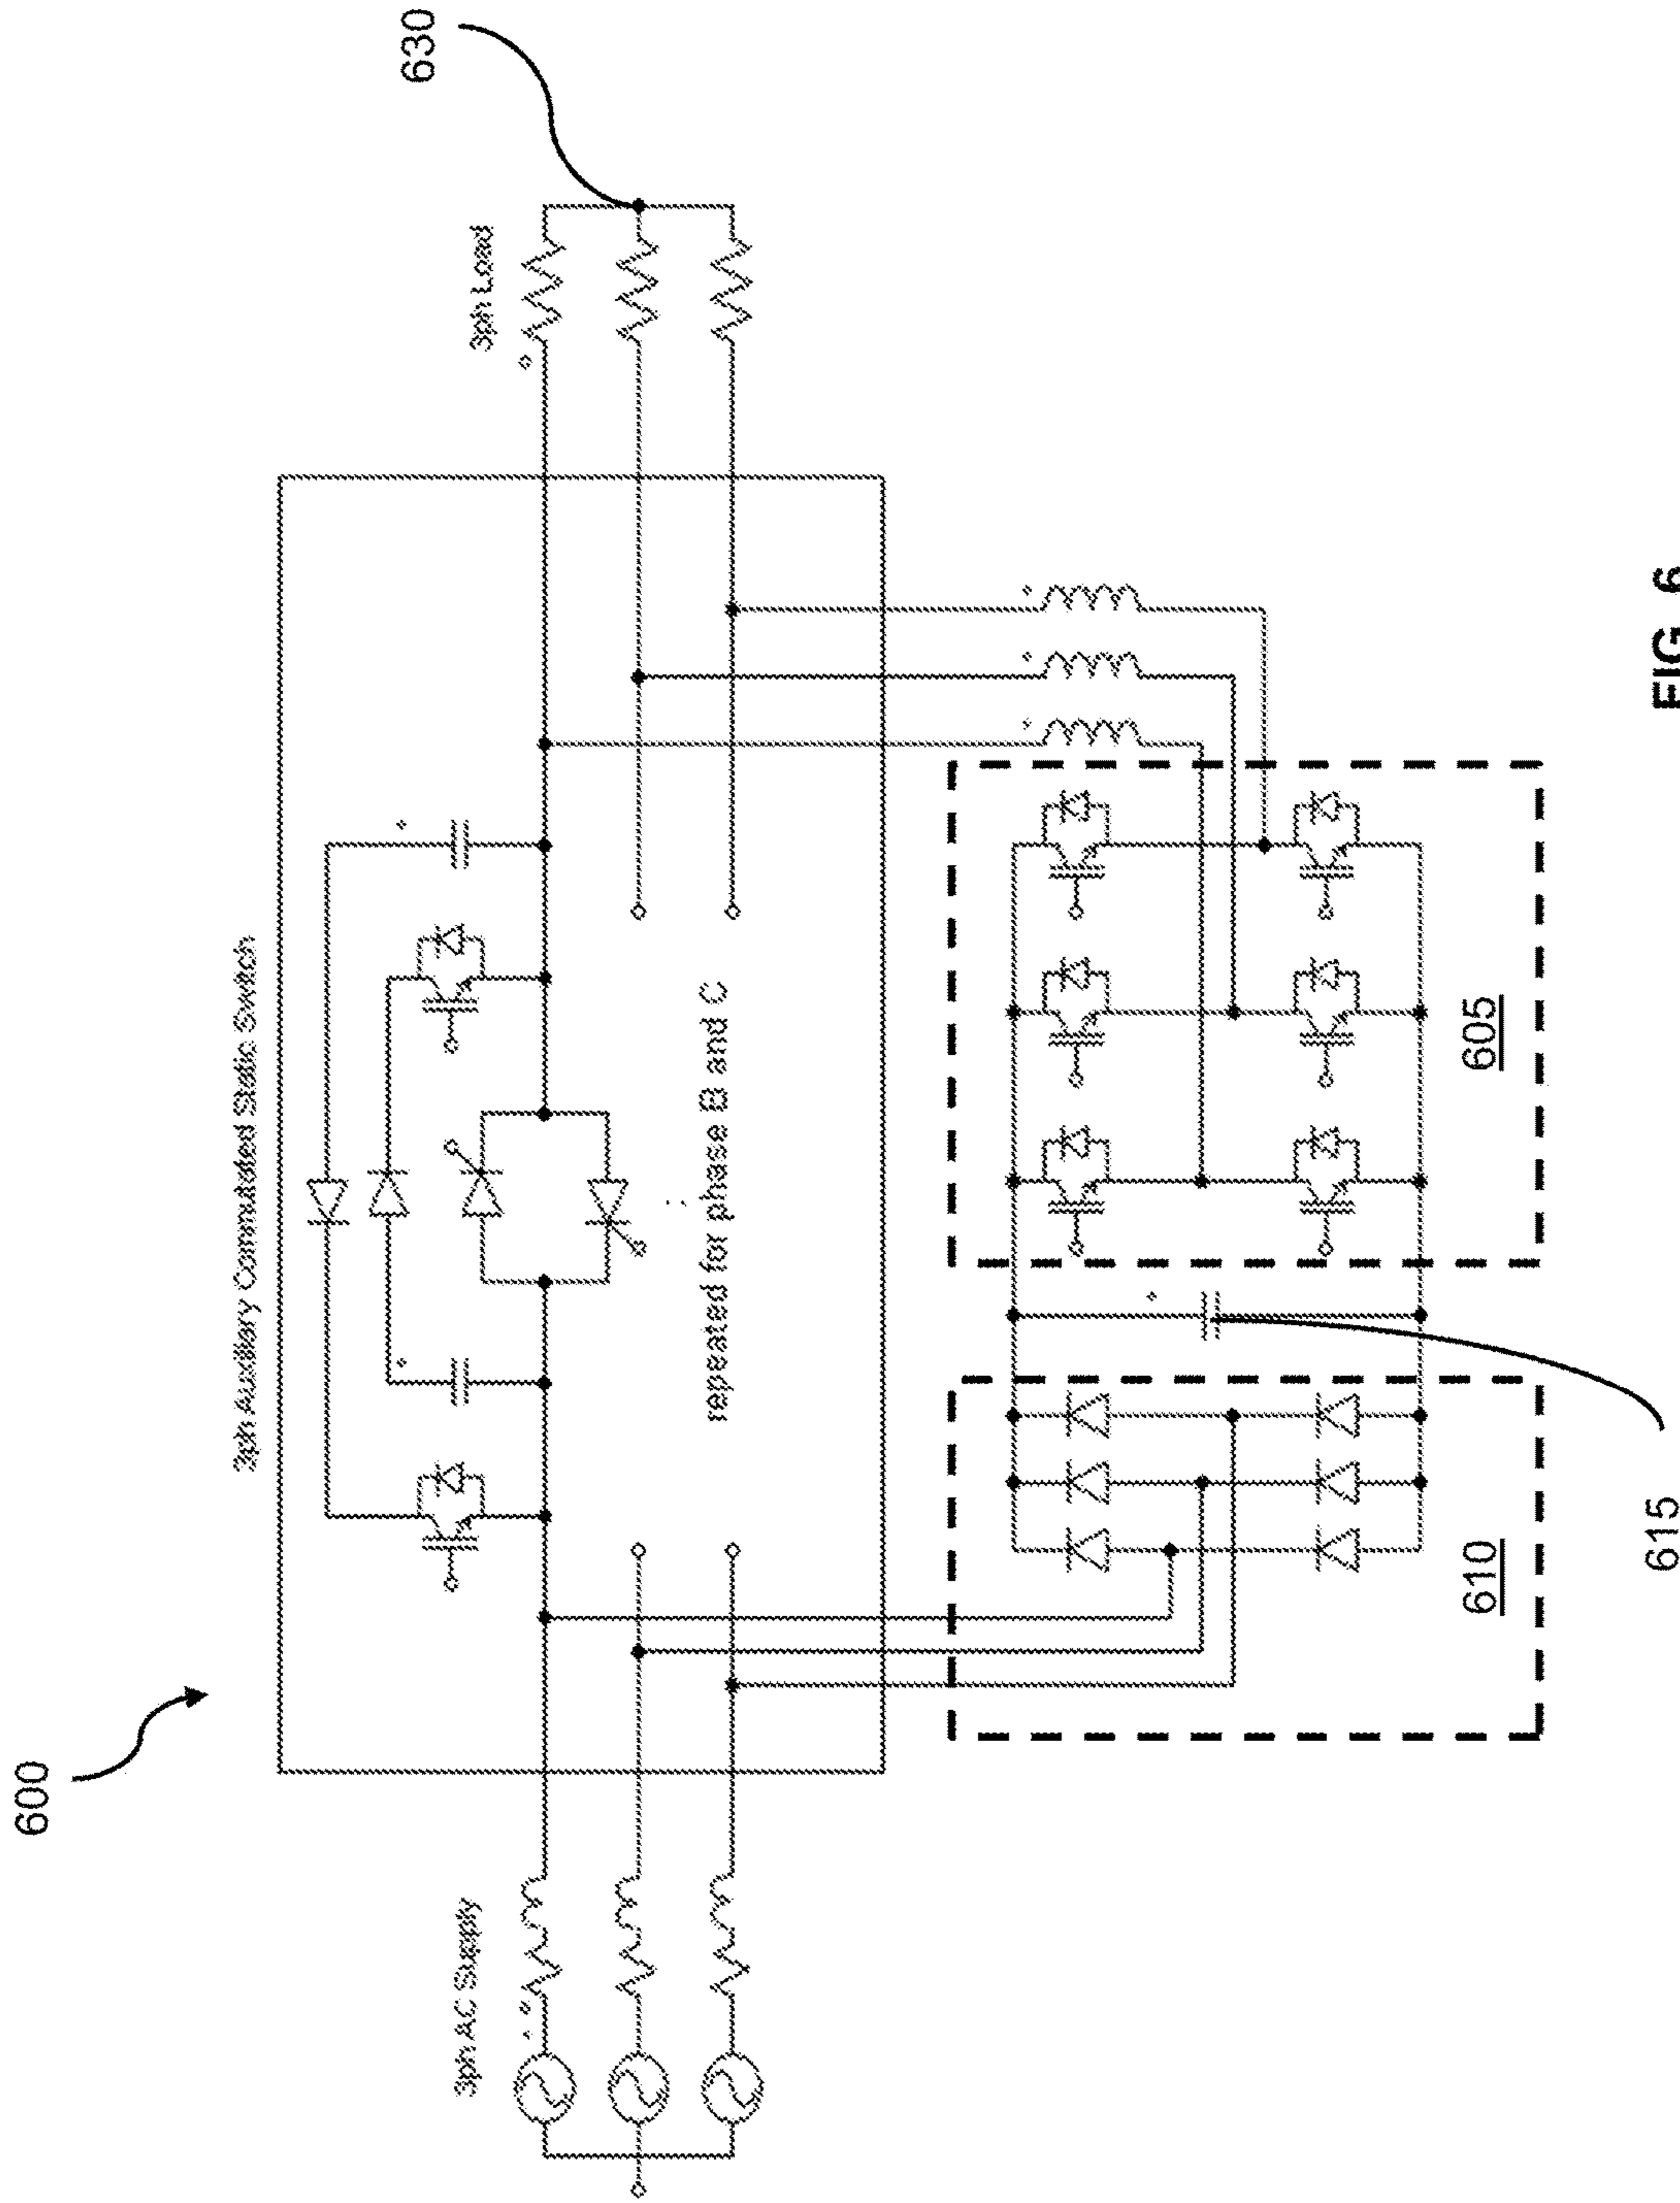 600
630
3ph Auxiliary Commutated Static Switch
3ph AC Supply
3ph Load
repeated for phase B and C
610
605
615
FIG. 6